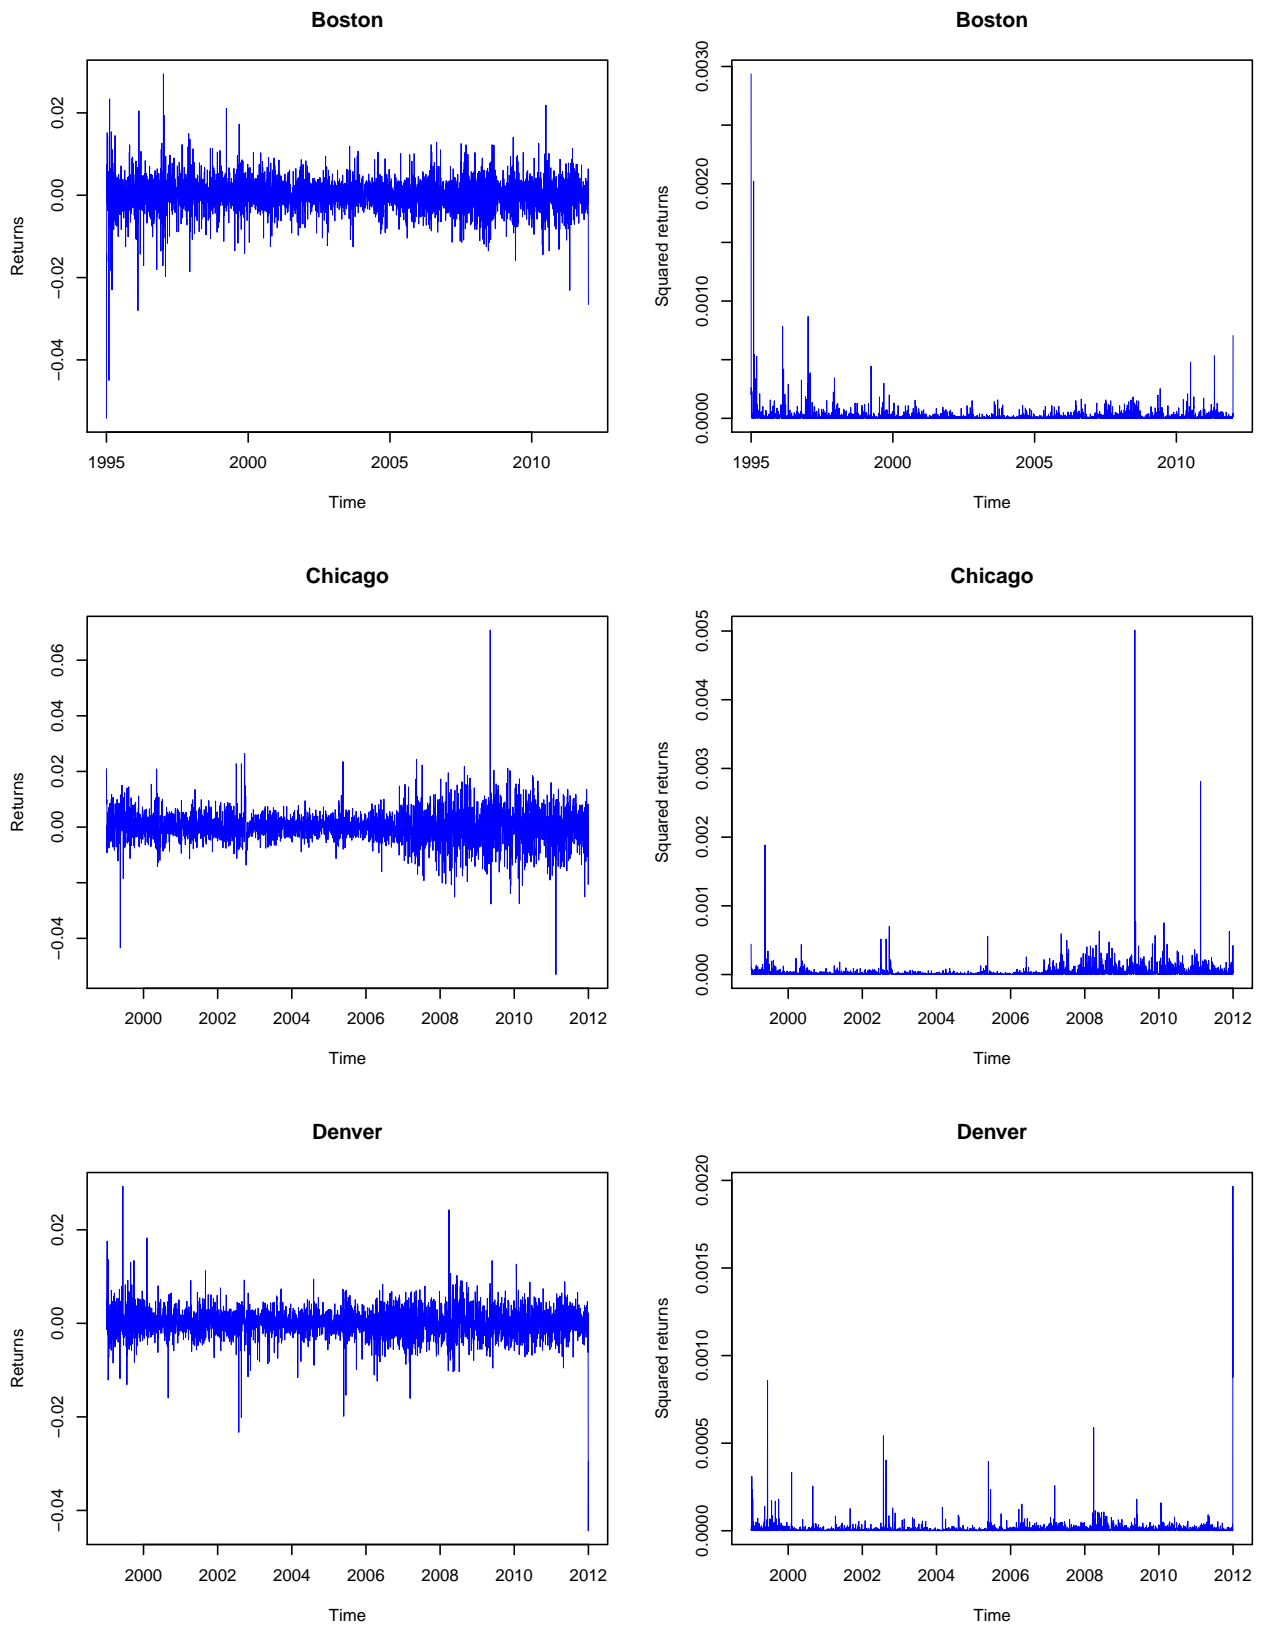 Boston
Returns
−0.04 −0.02 0.00 0.02
1995 2000 2005 2010
Time
Boston
Squared returns
0.0000 0.0010 0.0020 0.0030
1995 2000 2005 2010
Time
Chicago
Returns
−0.04 0.00 0.02 0.04 0.06
2000 2002 2004 2006 2008 2010 2012
Time
Chicago
Squared returns
0.000 0.001 0.002 0.003 0.004 0.005
2000 2002 2004 2006 2008 2010 2012
Time
Denver
Returns
−0.04 −0.02 0.00 0.02
2000 2002 2004 2006 2008 2010 2012
Time
Denver
Squared returns
0.0000 0.0005 0.0010 0.0015 0.0020
2000 2002 2004 2006 2008 2010 2012
Time